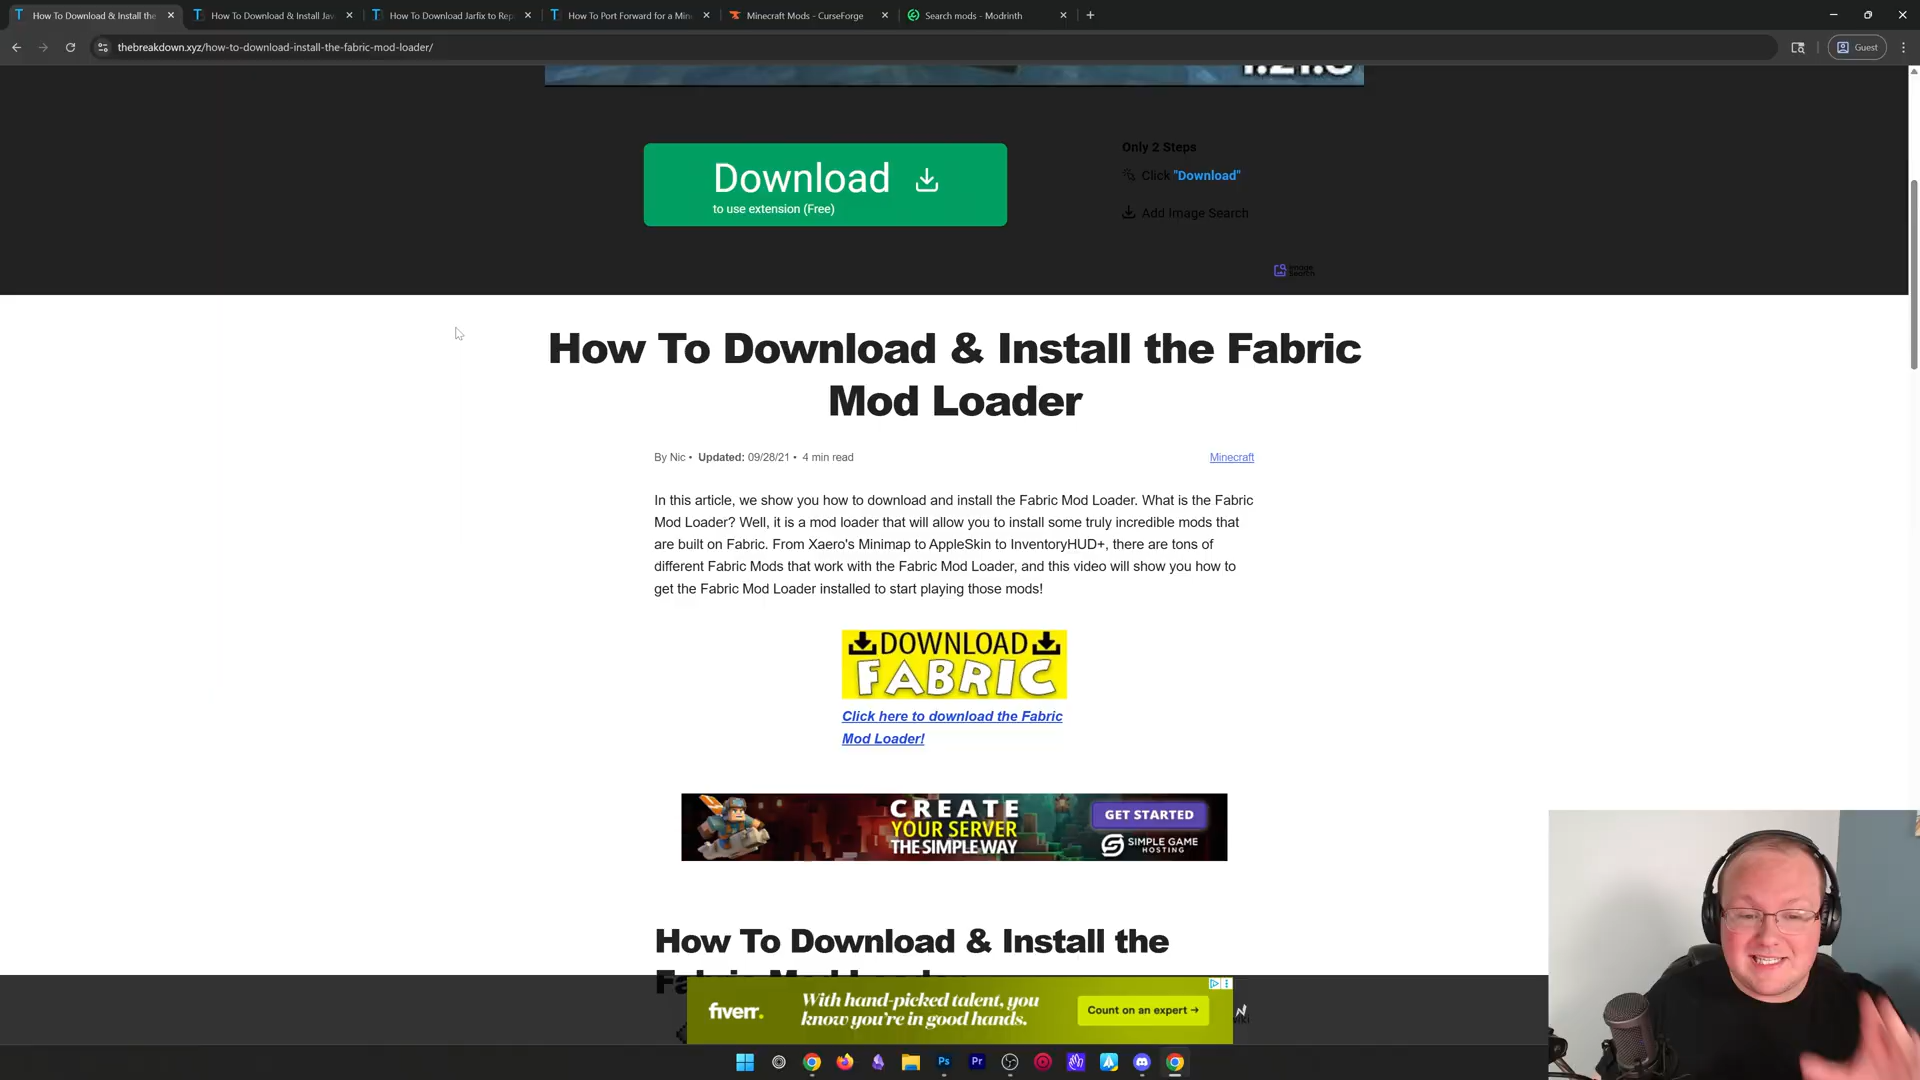 How To Download & Install the
How To Download & Install Jav
How To Download Jarfix to Rep
How To Port Forward for a Min
Minecraft Mods - CurseForge
Search mods - Modrinth
thebreakdown.xyz/how-to-download-install-the-fabric-mod-loader/
Guest
Download
to use extension (Free)
Only 2 Steps
Click "Download"
Add Image Search
Image
Search
How To Download & Install the Fabric
Mod Loader
By Nic • Updated: 09/28/21 • 4 min read
Minecraft
In this article, we show you how to download and install the Fabric Mod Loader. What is the Fabric
Mod Loader? Well, it is a mod loader that will allow you to install some truly incredible mods that
are built on Fabric. From Xaero's Minimap to AppleSkin to InventoryHUD+, there are tons of
different Fabric Mods that work with the Fabric Mod Loader, and this video will show you how to
get the Fabric Mod Loader installed to start playing those mods!
DOWNLOAD
FABRIC
Click here to download the Fabric
Mod Loader!
CREATE
YOUR SERVER
THE SIMPLE WAY
GET STARTED
SIMPLE GAME
HOSTING
How To Download & Install the
fiverr.
With hand-picked talent, you
know you're in good hands.
Count on an expert →
Ps
Pr